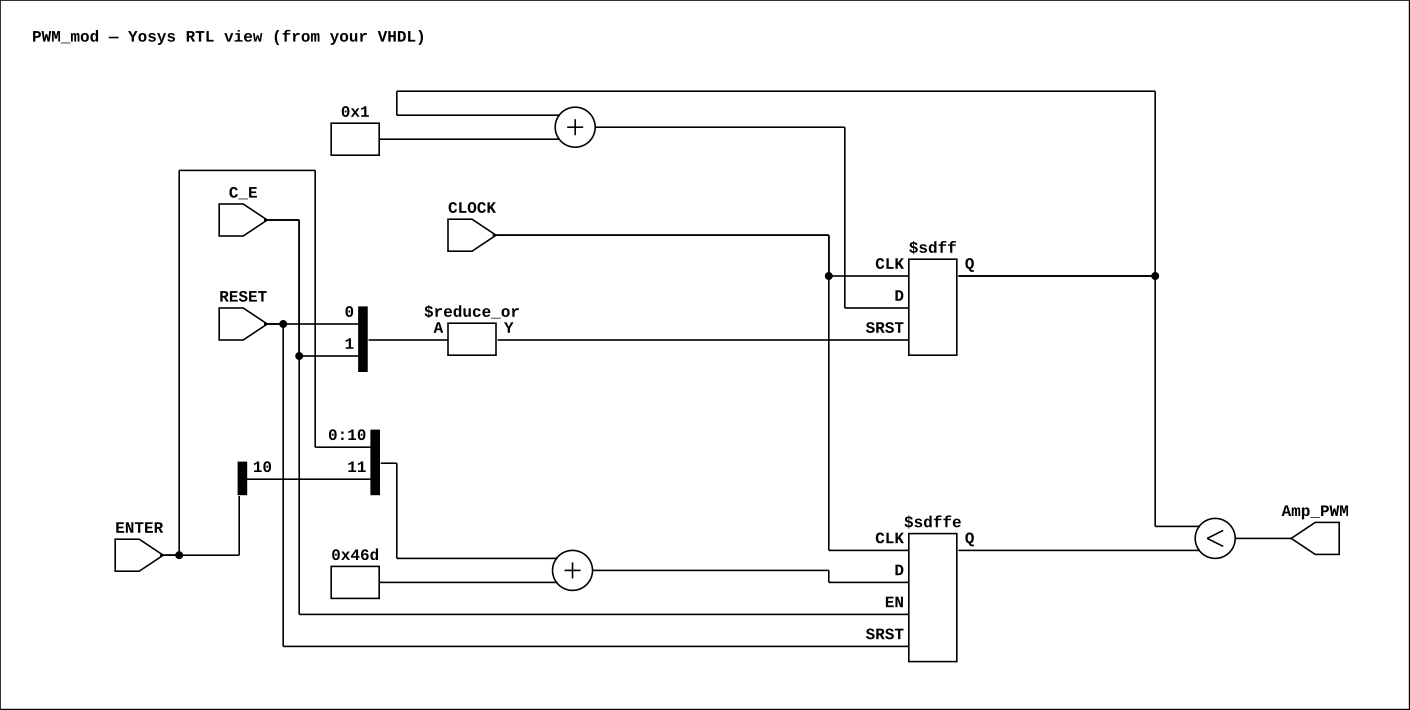 PWM_mod — Yosys RTL view (from your VHDL)
0x1
C_E
CLOCK
$sdff
CLK
Q
D
SRST
RESET
0
1
$reduce_or
A
Y
0:10
10
11
ENTER
0x46d
$sdffe
CLK
Q
D
EN
SRST
Amp_PWM
+
+
<